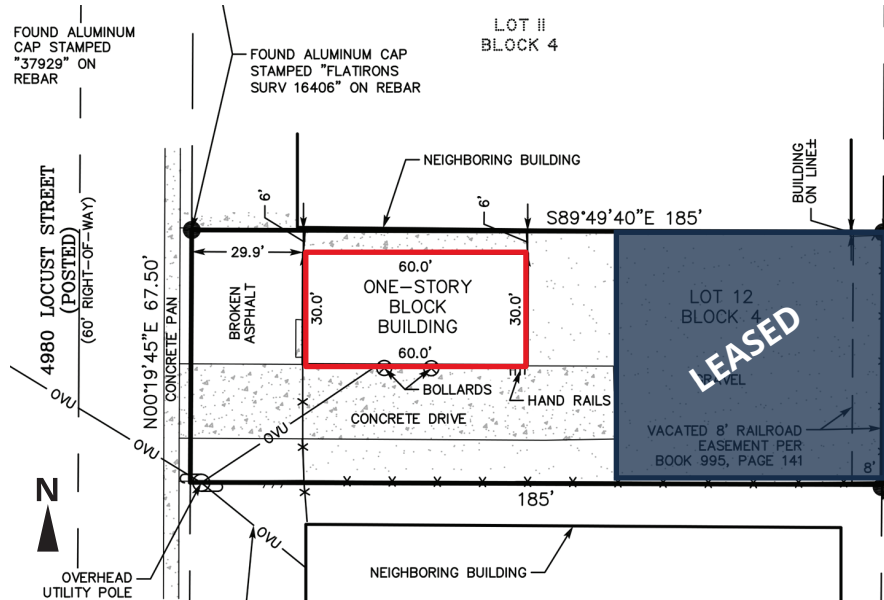 LOT 11
BLOCK 4
FOUND ALUMINUM
CAP STAMPED
"37929" ON
REBAR
FOUND ALUMINUM CAP
STAMPED "FLATIRONS
SURV 16406" ON REBAR
NEIGHBORING BUILDING
BUILDING
ON LINE±
6'
6'
S89°49'40"E 185'
4980 LOCUST STREET
(POSTED)
(60' RIGHT-OF-WAY)
N00°19'45"E 67.50'
CONCRETE PAN
29.9'
BROKEN
ASPHALT
60.0'
30.0'
ONE-STORY
BLOCK
BUILDING
30.0'
60.0'
LOT 12
BLOCK 4
LEASED
GRAVEL
BOLLARDS
HAND RAILS
CONCRETE DRIVE
VACATED 8' RAILROAD
EASEMENT PER
BOOK 995, PAGE 141
8'
OVU
OVU
OVU
N
185'
OVU
NEIGHBORING BUILDING
OVERHEAD
UTILITY POLE